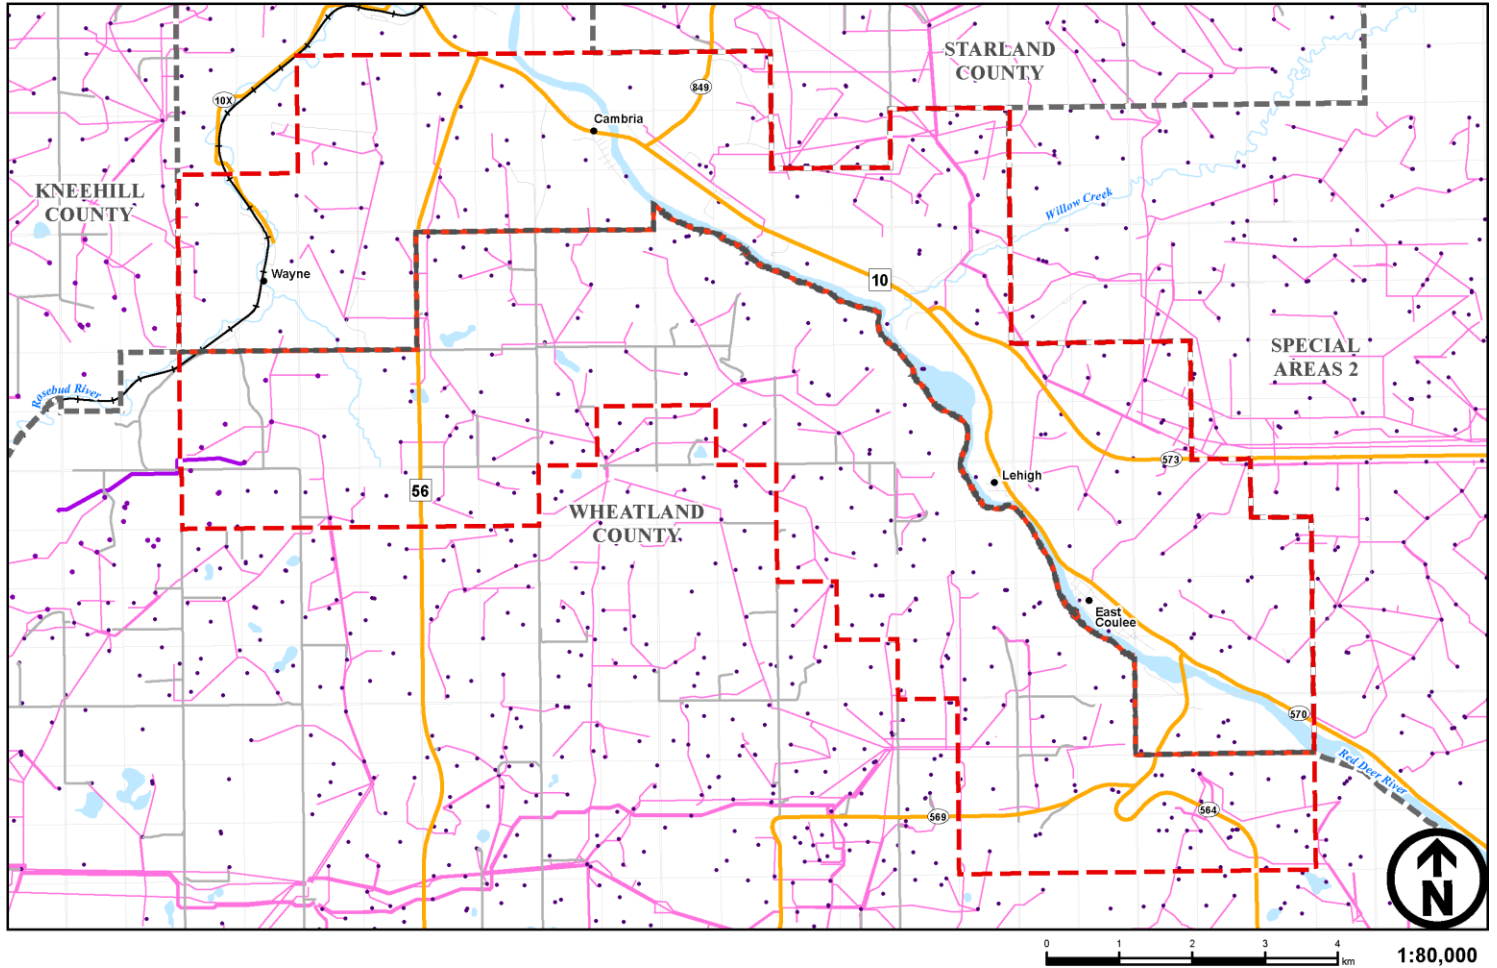 STARLAND
COUNTY
10X
849
Cambria
KNEEHILL
COUNTY
Willow Creek
Wayne
10
SPECIAL
AREAS 2
Rosebud River
573
Lehigh
56
WHEATLAND
COUNTY
East
Coulee
570
Red Deer River
564
569
N
0 1 2 3 4
km
1:80,000